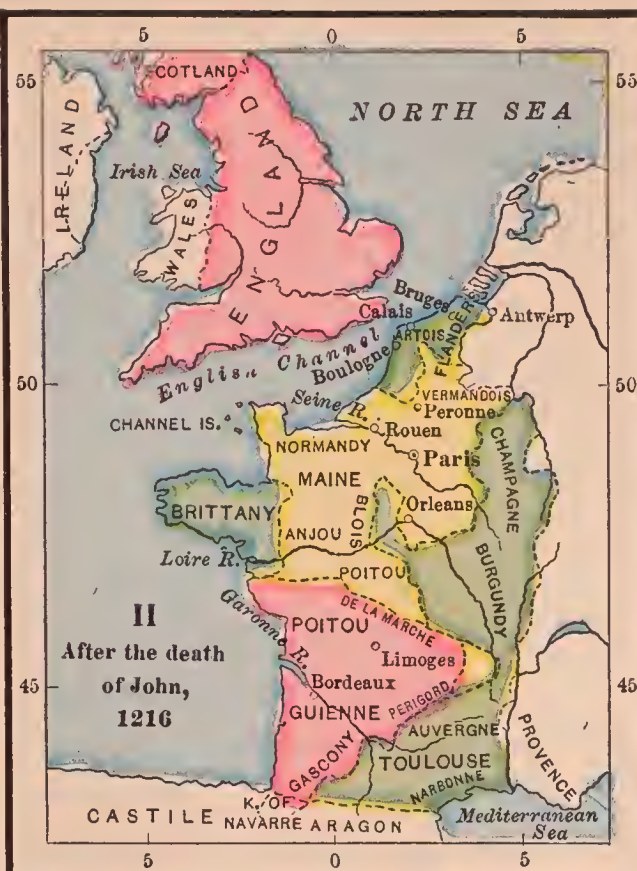 5 0 5
55 55
COTLAND
NORTH SEA
IRELAND
Irish Sea
WALES
ENGLAND
Bruges
Calais
FLANDERS
Antwerp
ARTOIS
English Channel
Boulogne
50 50
Seine R.
VERMANDOIS
Peronne
CHANNEL IS.
Rouen
NORMANDY
CHAMPAGNE
Paris
MAINE
BRITTANY
BLOIS
Orleans
ANJOU
Loire R.
BURGUNDY
POITOU
Garonne R.
DE LA MARCHE
II
After the death
of John,
1216
POITOU
Limoges
45 45
Bordeaux
PERIGORD
GUIENNE
AUVERGNE
PROVENCE
TOULOUSE
GASCONY
NARBONNE
K. OF
NAVARRE
CASTILE
ARAGON
Mediterranean
Sea
5 0 5